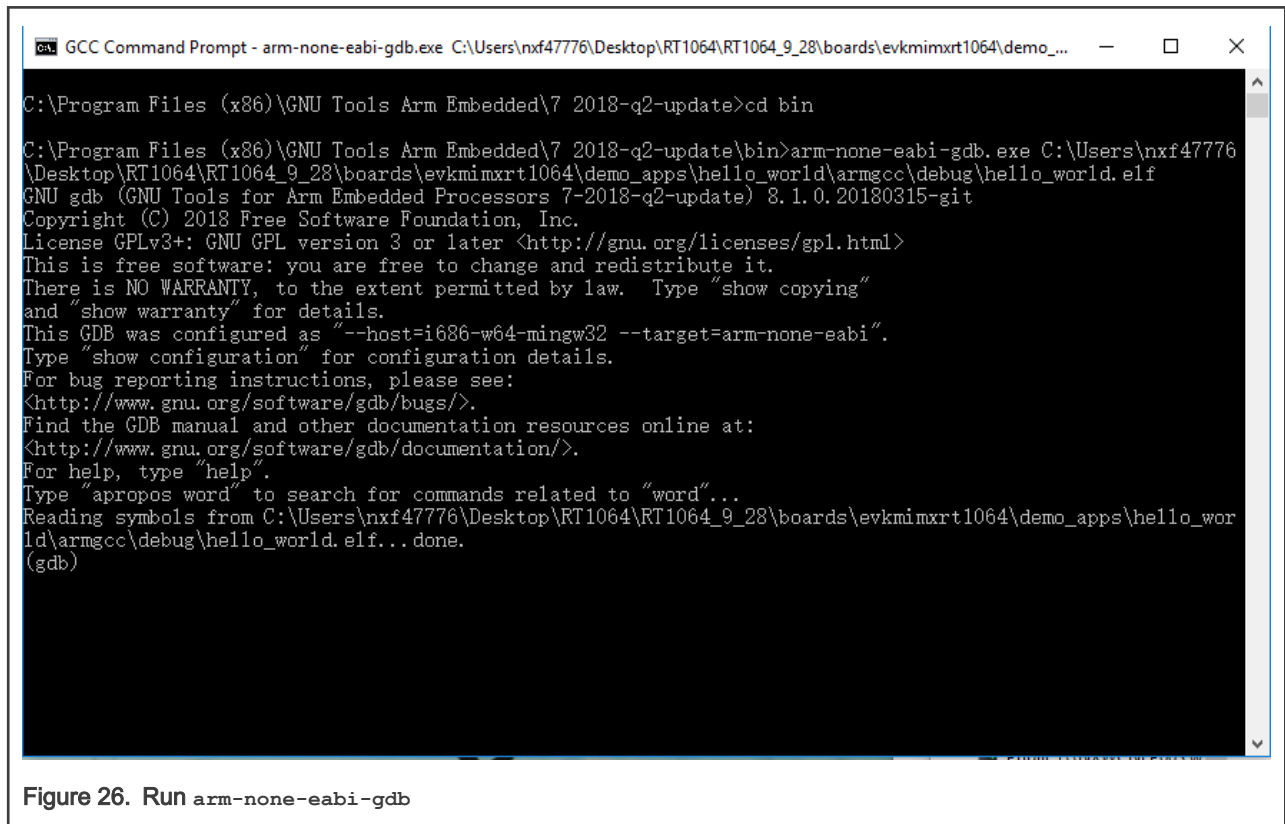 GCC Command Prompt - arm-none-eabi-gdb.exe C:\Users\nxf47776\Desktop\RT1064\RT1064_9_28\boards\evkmimxrt1064\demo_...
C:\Program Files (x86)\GNU Tools Arm Embedded\7 2018-q2-update>cd bin
C:\Program Files (x86)\GNU Tools Arm Embedded\7 2018-q2-update\bin>arm-none-eabi-gdb.exe C:\Users\nxf47776
\Desktop\RT1064\RT1064_9_28\boards\evkmimxrt1064\demo_apps\hello_world\armgcc\debug\hello_world.elf
GNU gdb (GNU Tools for Arm Embedded Processors 7-2018-q2-update) 8.1.0.20180315-git
Copyright (C) 2018 Free Software Foundation, Inc.
License GPLv3+: GNU GPL version 3 or later <http://gnu.org/licenses/gpl.html>
This is free software: you are free to change and redistribute it.
There is NO WARRANTY, to the extent permitted by law.  Type "show copying"
and "show warranty" for details.
This GDB was configured as "--host=i686-w64-mingw32 --target=arm-none-eabi".
Type "show configuration" for configuration details.
For bug reporting instructions, please see:
<http://www.gnu.org/software/gdb/bugs/>.
Find the GDB manual and other documentation resources online at:
<http://www.gnu.org/software/gdb/documentation/>.
For help, type "help".
Type "apropos word" to search for commands related to "word"...
Reading symbols from C:\Users\nxf47776\Desktop\RT1064\RT1064_9_28\boards\evkmimxrt1064\demo_apps\hello_wor
ld\armgcc\debug\hello_world.elf...done.
(gdb)
Figure 26. Run arm-none-eabi-gdb